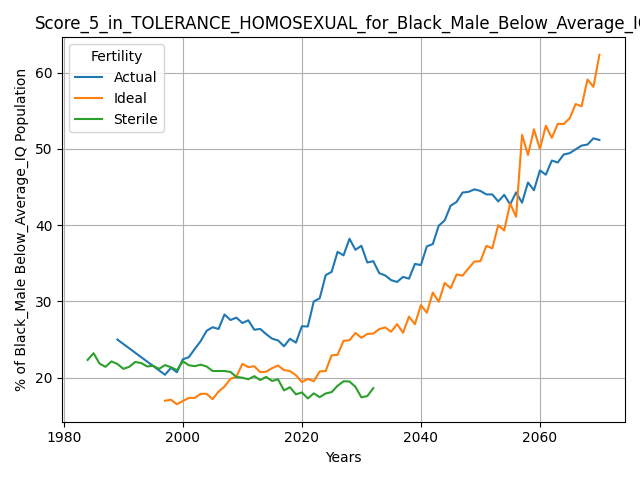 Score_5_in_TOLERANCE_HOMOSEXUAL_for_Black_Male_Below_Average_IQ
Fertility
Actual
Ideal
Sterile
% of Black_Male Below_Average_IQ Population
60
50
40
30
20
1980
2000
2020
2040
2060
Years